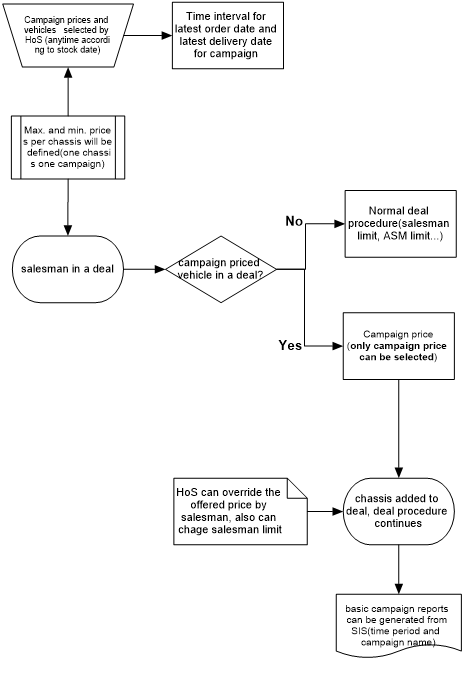 Campaign prices and
vehicles selected by
HoS (anytime accordi
ng to stock date)
Time interval for
latest order date and
latest delivery date
for campaign
Max. and min. price
s per chassis will be
defined(one chassi
s one campaign)
salesman in a deal
campaign priced
vehicle in a deal?
No
Normal deal
procedure(salesman
limit, ASM limit...)
Yes
Campaign price
(only campaign price
can be selected)
HoS can override the
offered price by
salesman, also can
chage salesman limit
chassis added to
deal, deal procedure
continues
basic campaign reports
can be generated from
SIS(time period and
campaign name)